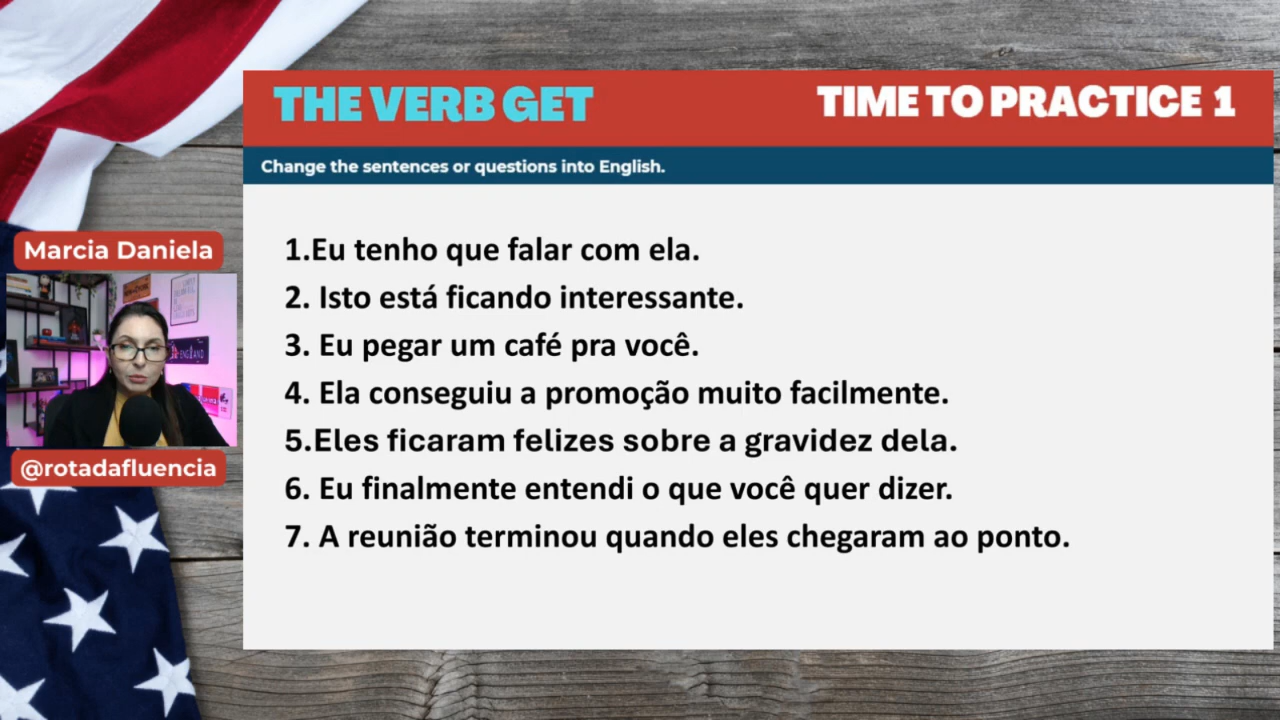 THE VERB GET
TIME TO PRACTICE 1
Change the sentences or questions into English.
Marcia Daniela
@rotadafluencia
1.Eu tenho que falar com ela.
2. Isto está ficando interessante.
3. Eu pegar um café pra você.
4. Ela conseguiu a promoção muito facilmente.
5.Eles ficaram felizes sobre a gravidez dela.
6. Eu finalmente entendi o que você quer dizer.
7. A reunião terminou quando eles chegaram ao ponto.